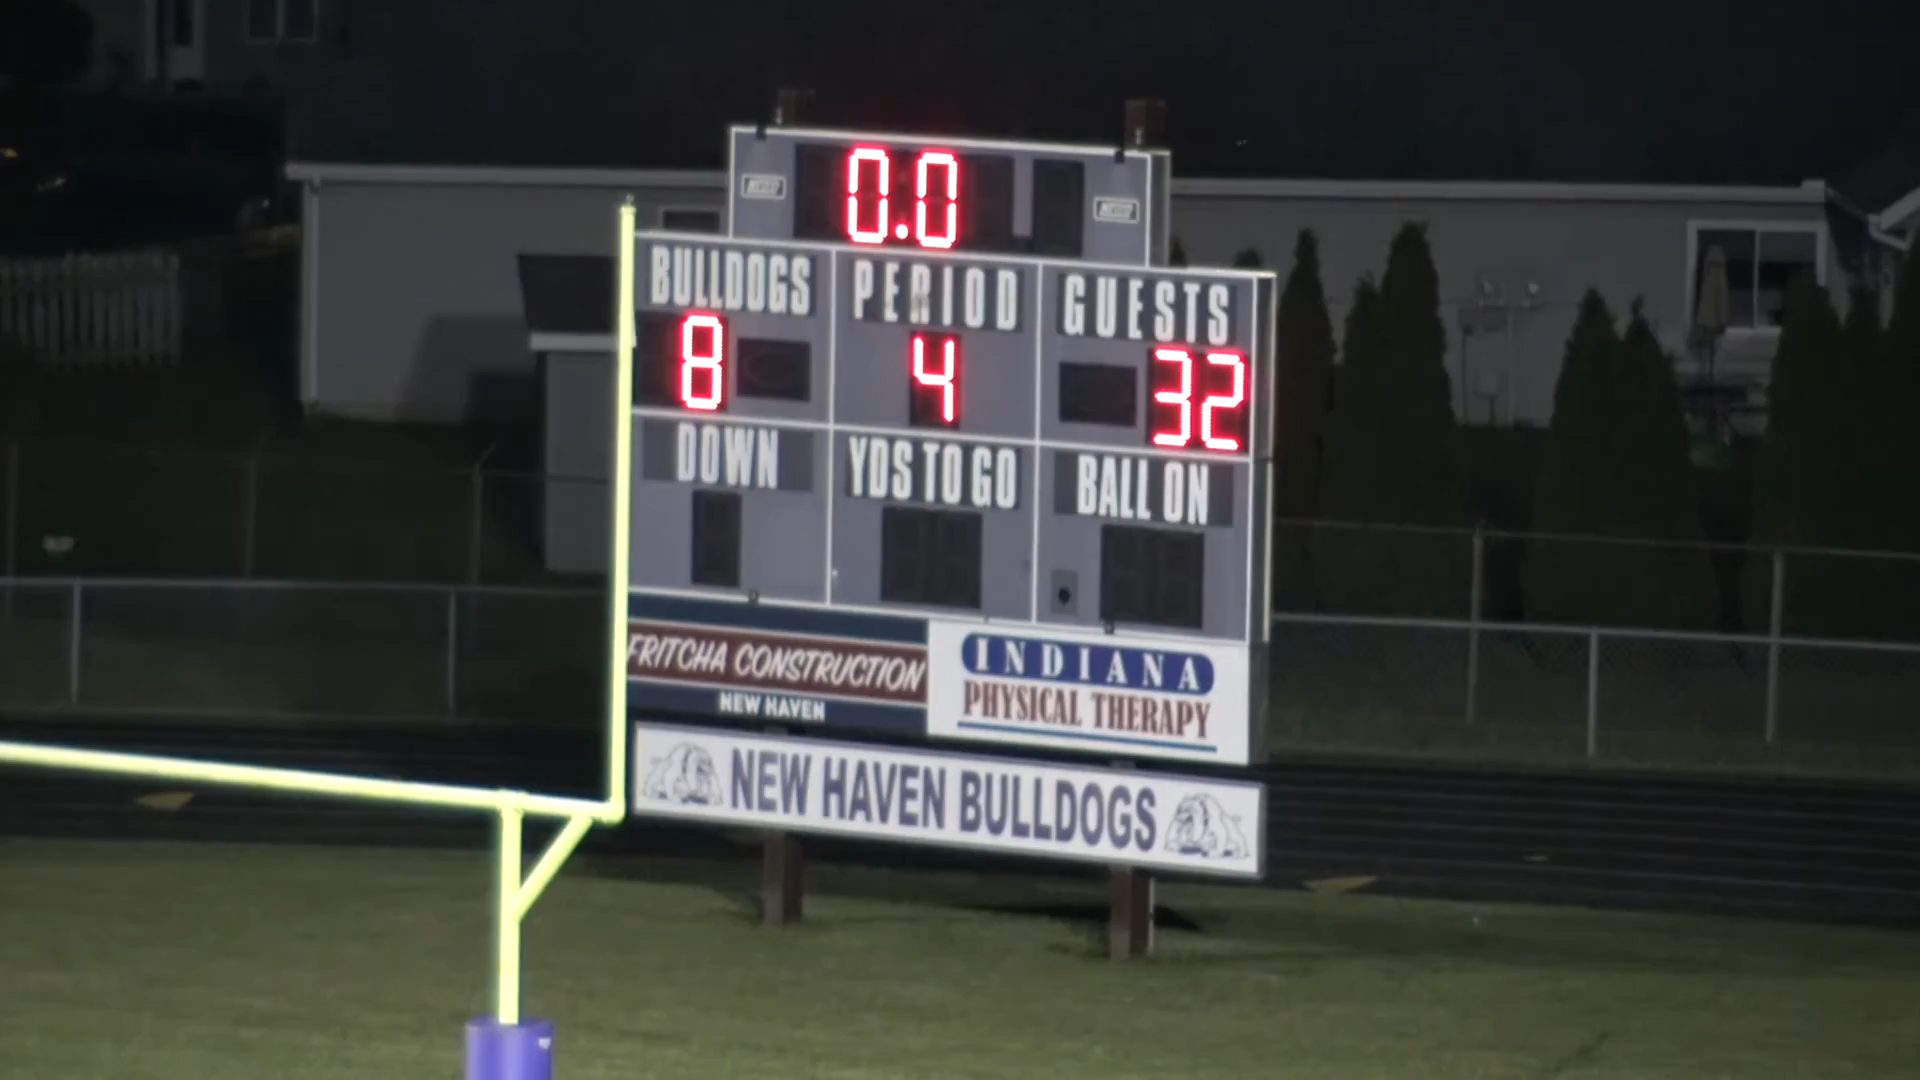 0.0
BULLDOGS PERIOD GUESTS
8 4 32
DOWN YDS TO GO BALL ON
FRITCHA CONSTRUCTION
NEW HAVEN
INDIANA
PHYSICAL THERAPY
NEW HAVEN BULLDOGS